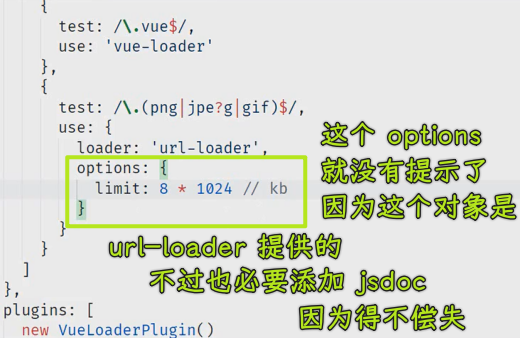 {
test: /\.vue$/,
use: 'vue-loader'
},
{
test: /\.(png|jpe?g|gif)$/,
use: {
loader: 'url-loader',
options: {
limit: 8 * 1024 // kb
}
}
}
]
},
plugins: [
new VueLoaderPlugin()
这个 options
就没有提示了
因为这个对象是
url-loader 提供的
不过也必要添加 jsdoc
因为得不偿失